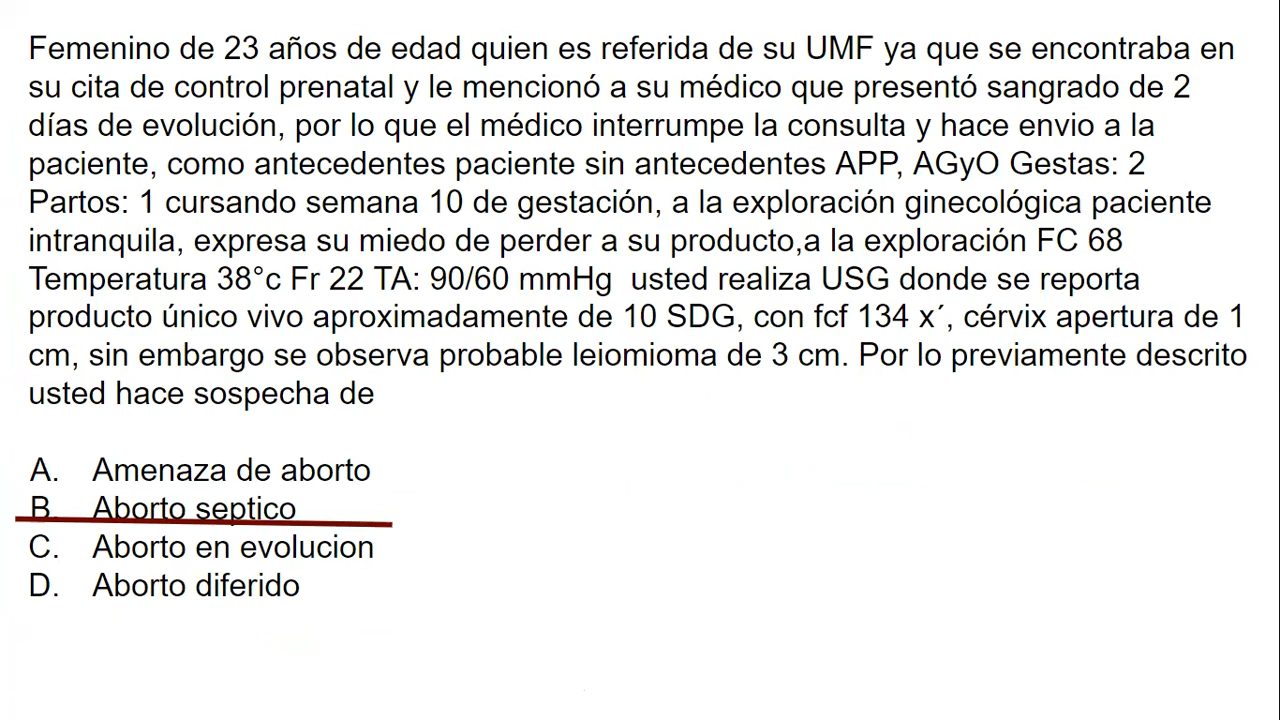 Femenino de 23 años de edad quien es referida de su UMF ya que se encontraba en
su cita de control prenatal y le mencionó a su médico que presentó sangrado de 2
días de evolución, por lo que el médico interrumpe la consulta y hace envio a la
paciente, como antecedentes paciente sin antecedentes APP, AGyO Gestas: 2
Partos: 1 cursando semana 10 de gestación, a la exploración ginecológica paciente
intranquila, expresa su miedo de perder a su producto,a la exploración FC 68
Temperatura 38°c Fr 22 TA: 90/60 mmHg usted realiza USG donde se reporta
producto único vivo aproximadamente de 10 SDG, con fcf 134 x´, cérvix apertura de 1
cm, sin embargo se observa probable leiomioma de 3 cm. Por lo previamente descrito
usted hace sospecha de
A. Amenaza de aborto
B. Aborto septico
C. Aborto en evolucion
D. Aborto diferido